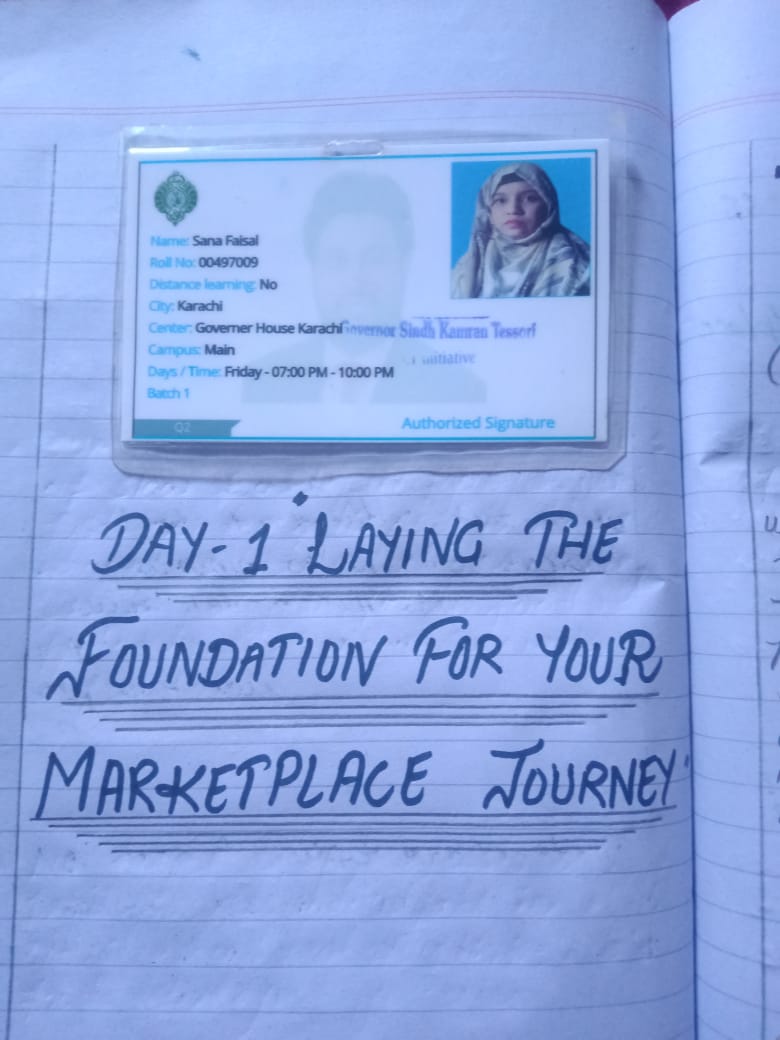 Name: Sana Faisal
Roll No: 00497009
Distance learning: No
City: Karachi
Center: Governer House Karachi Governor Sindh Kamran Tessori
Campus: Main
initiative
Days / Time: Friday - 07:00 PM - 10:00 PM
Batch 1
Q2
Authorized Signature
DAY-1 "LAYING THE
FOUNDATION FOR YOUR
MARKETPLACE JOURNEY"